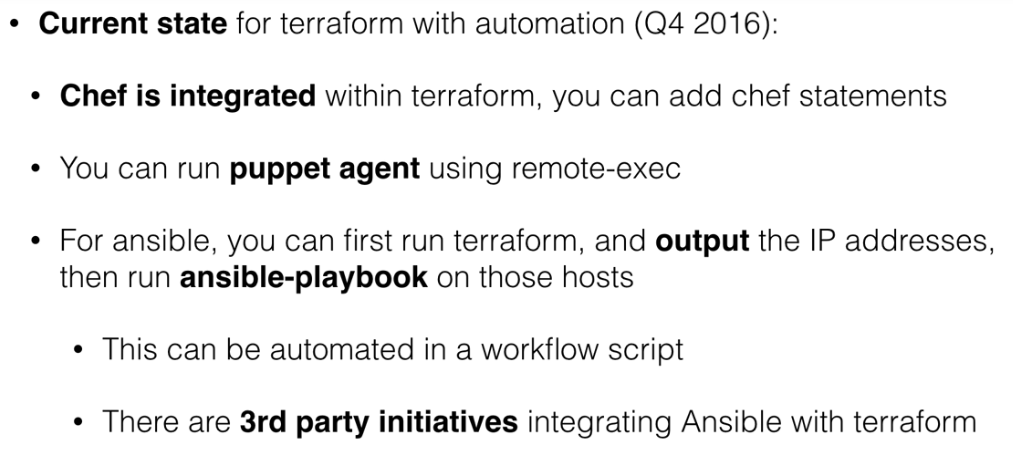 • Current state for terraform with automation (Q4 2016):
• Chef is integrated within terraform, you can add chef statements
• You can run puppet agent using remote-exec
• For ansible, you can first run terraform, and output the IP addresses,
then run ansible-playbook on those hosts
• This can be automated in a workflow script
• There are 3rd party initiatives integrating Ansible with terraform